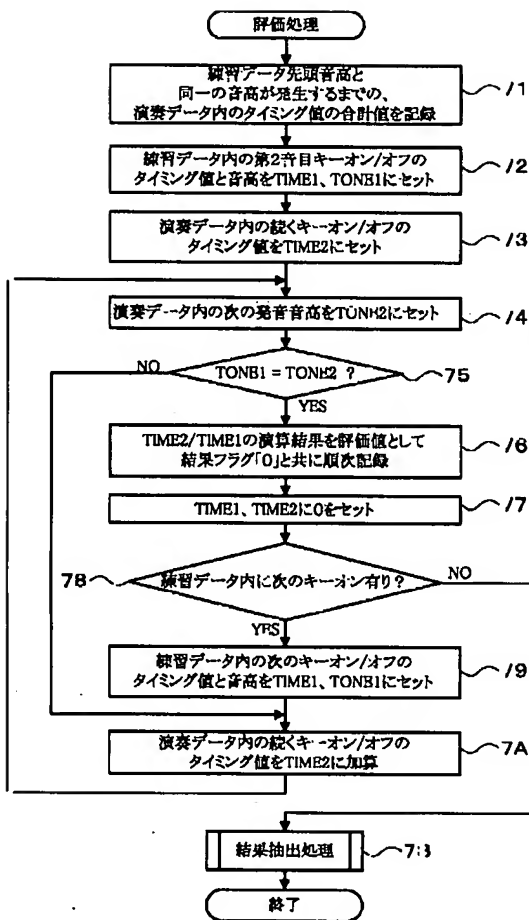 評価処理
練習データ先頭音高と
同一の音高が発生するまでの、
演奏データ内のタイミング値の合計値を記録
71
練習データ内の第2音目キーオン/オフの
タイミング値と音高をTIME1、TONE1にセット
72
演奏データ内の続くキーオン/オフの
タイミング値をTIME2にセット
73
演奏データ内の次の発音音高をTONE2にセット
74
NO
TONE1 = TONE2 ?
75
YES
TIME2/TIME1の演算結果を評価値として
結果フラグ「0」と共に順次記録
76
TIME1、TIME2に0をセット
77
78
練習データ内に次のキーオン有り?
NO
YES
練習データ内の次のキーオン/オフの
タイミング値と音高をTIME1、TONE1にセット
79
演奏データ内の続くキーオン/オフの
タイミング値をTIME2に加算
7A
結果抽出処理
7B
終了